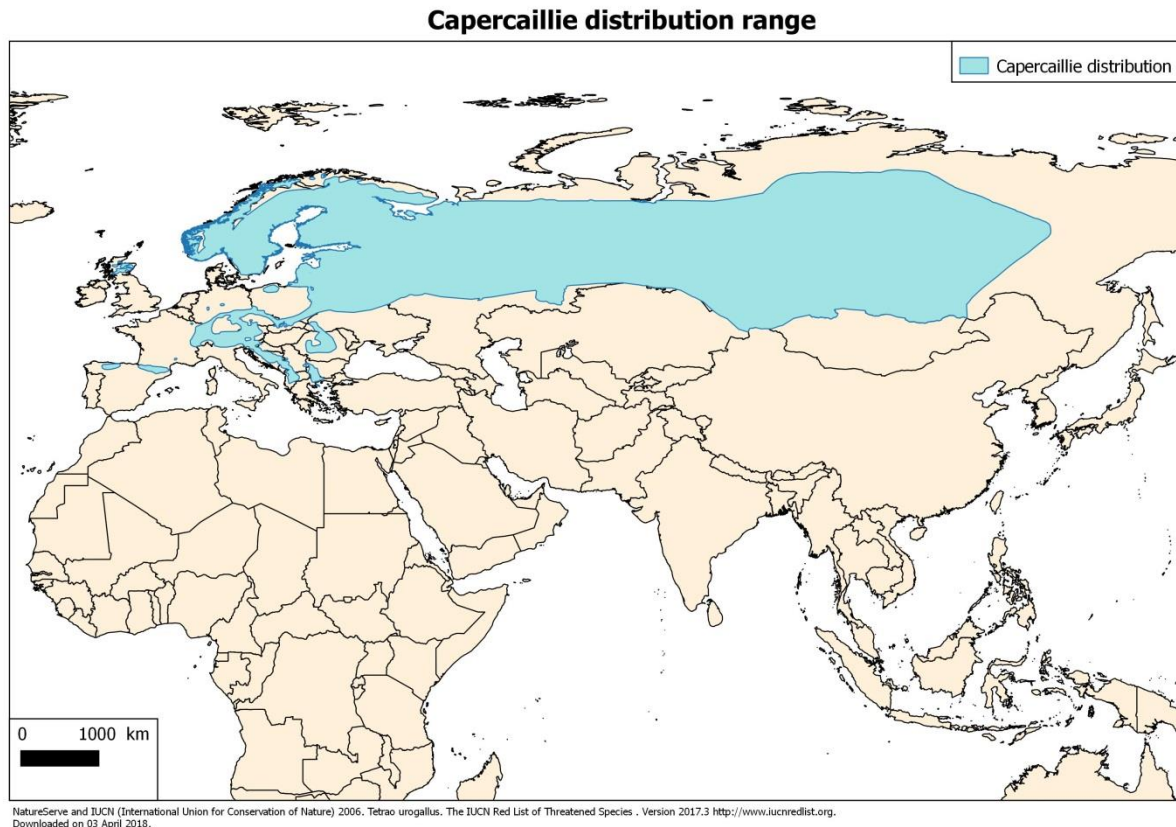 Capercaillie distribution range
Capercaillie distribution
0 1000 km
NatureServe and IUCN (International Union for Conservation of Nature) 2006. Tetrao urogallus. The IUCN Red List of Threatened Species . Version 2017.3 http://www.iucnredlist.org.
Downloaded on 03 April 2018.